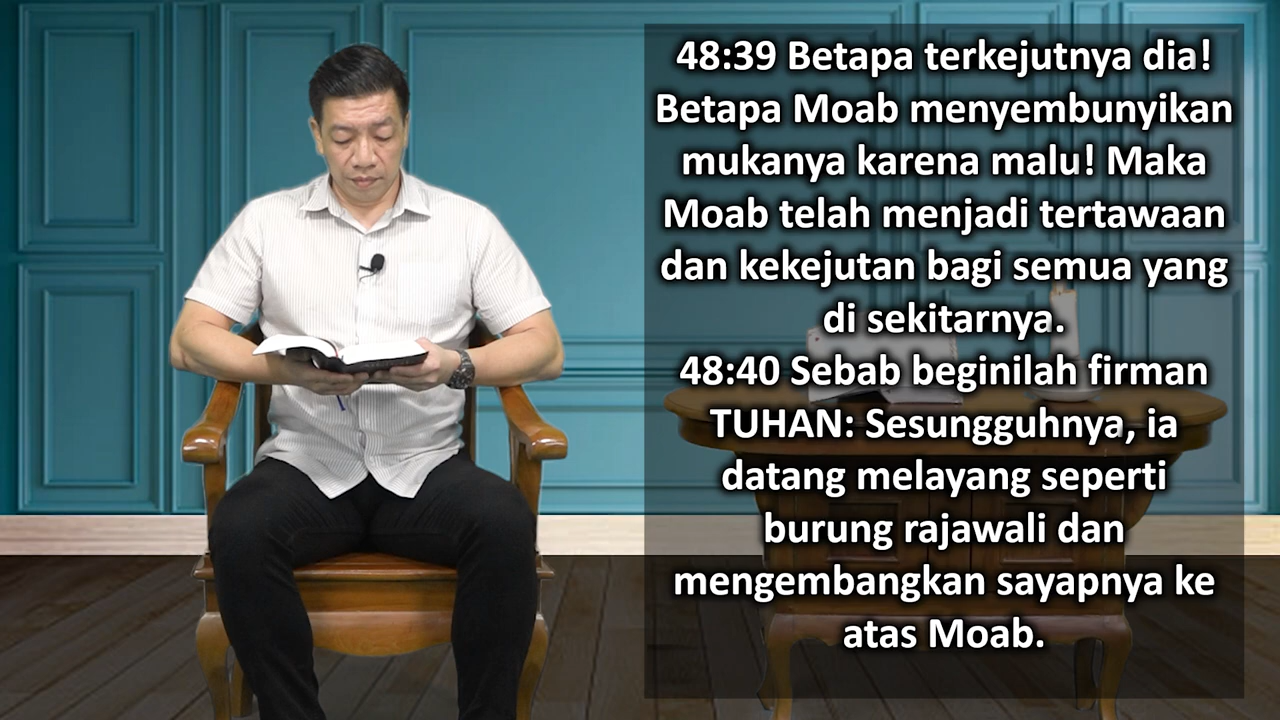 48:39 Betapa terkejutnya dia!
Betapa Moab menyembunyikan
mukanya karena malu! Maka
Moab telah menjadi tertawaan
dan kekejutan bagi semua yang
di sekitarnya.
48:40 Sebab beginilah firman
TUHAN: Sesungguhnya, ia
datang melayang seperti
burung rajawali dan
mengembangkan sayapnya ke
atas Moab.